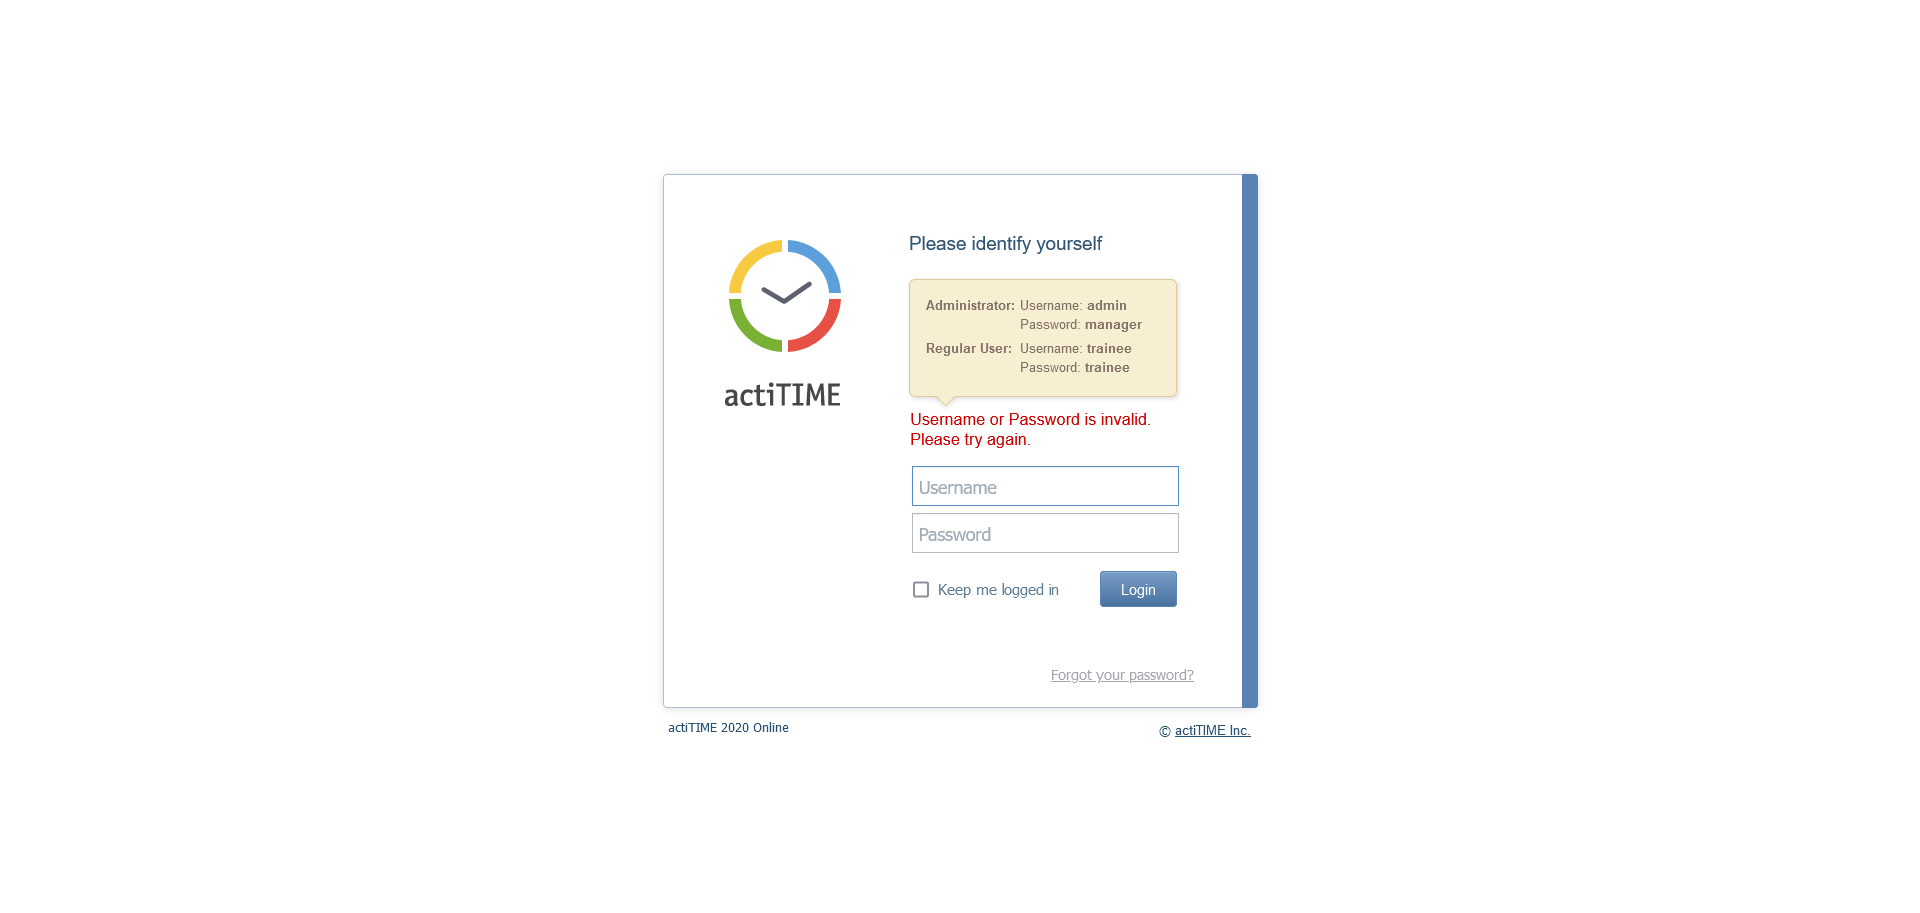 Please identify yourself
Administrator: Username: admin
Password: manager
Regular User: Username: trainee
Password: trainee
actiTIME
Username or Password is invalid.
Please try again.
Username
Password
Keep me logged in
Login
Forgot your password?
actiTIME 2020 Online
© actiTIME Inc.